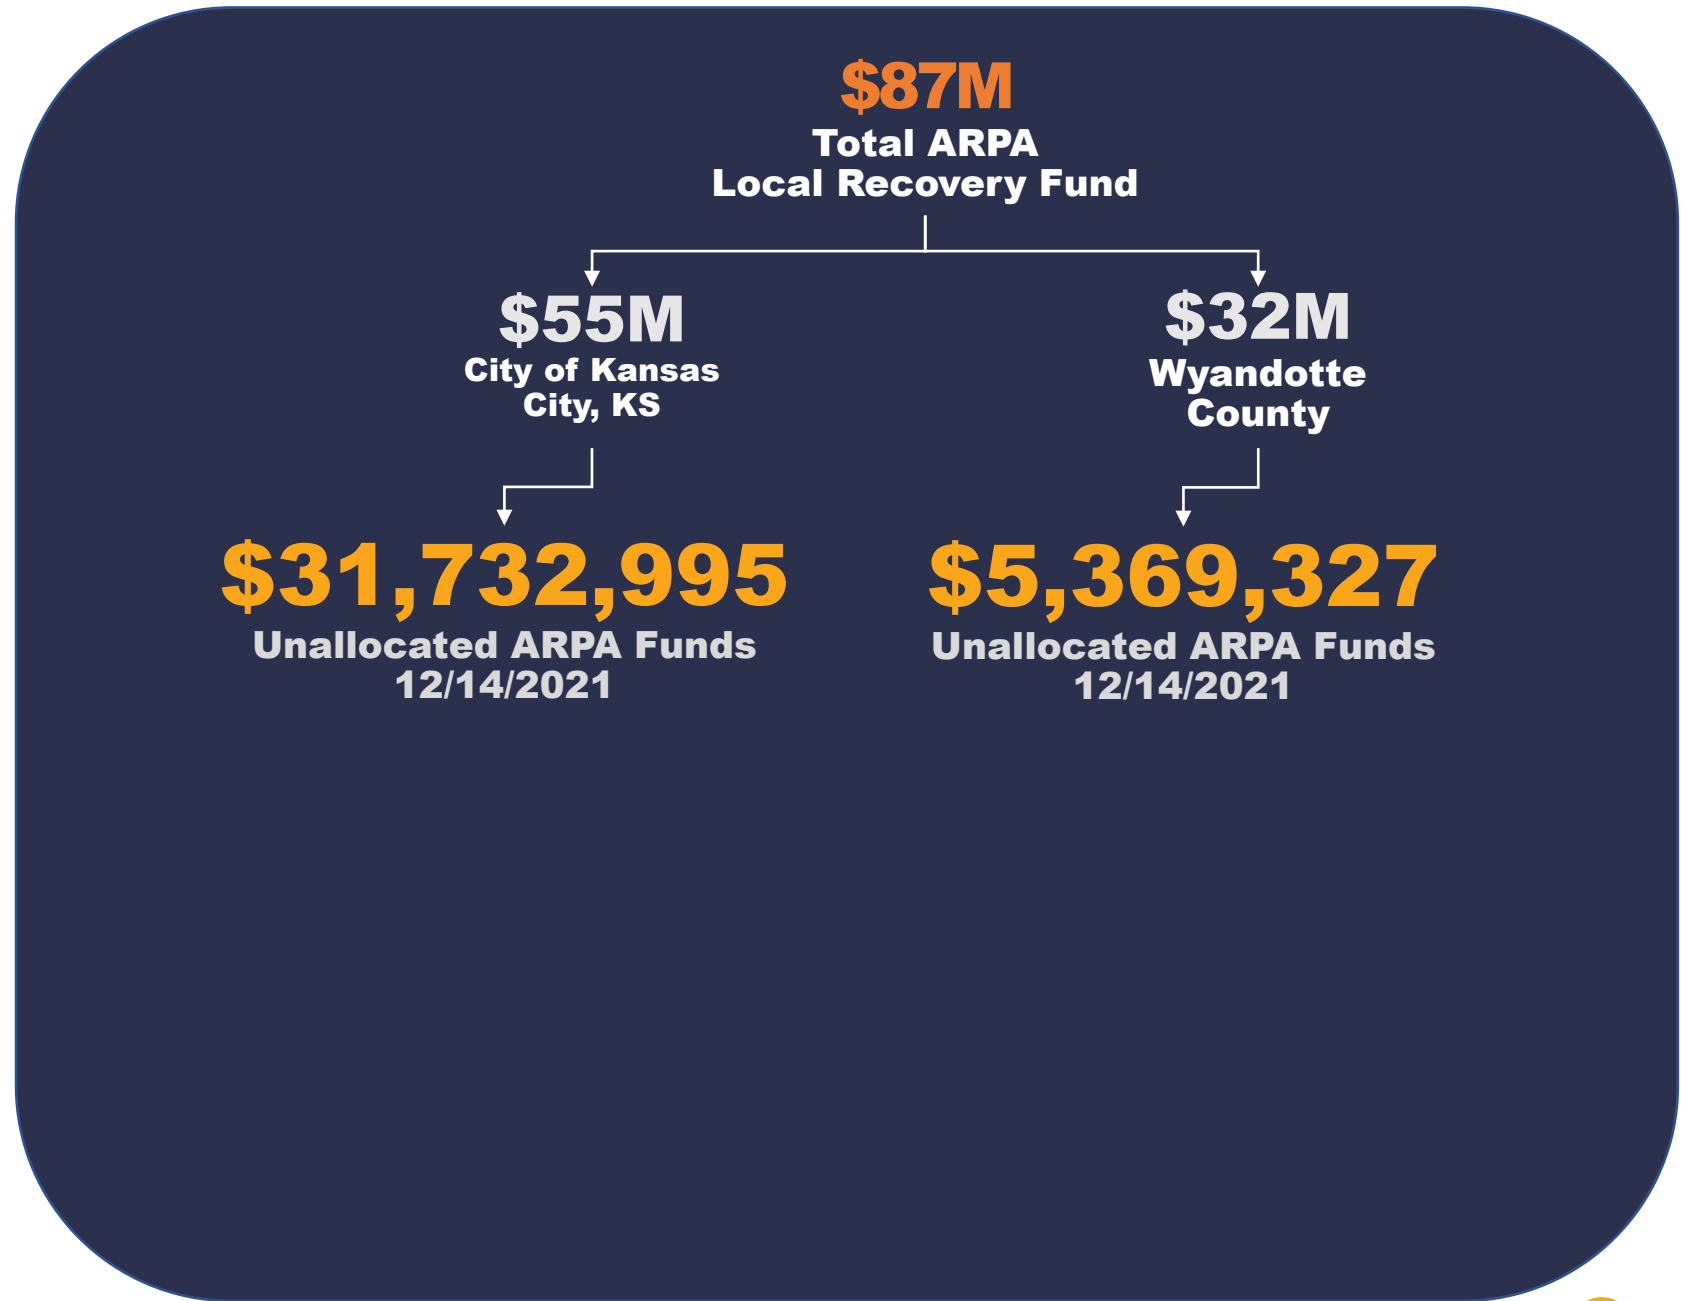 $87M
Total ARPA
Local Recovery Fund
$55M
City of Kansas
City, KS
$32M
Wyandotte
County
$31,732,995
Unallocated ARPA Funds
12/14/2021
$5,369,327
Unallocated ARPA Funds
12/14/2021